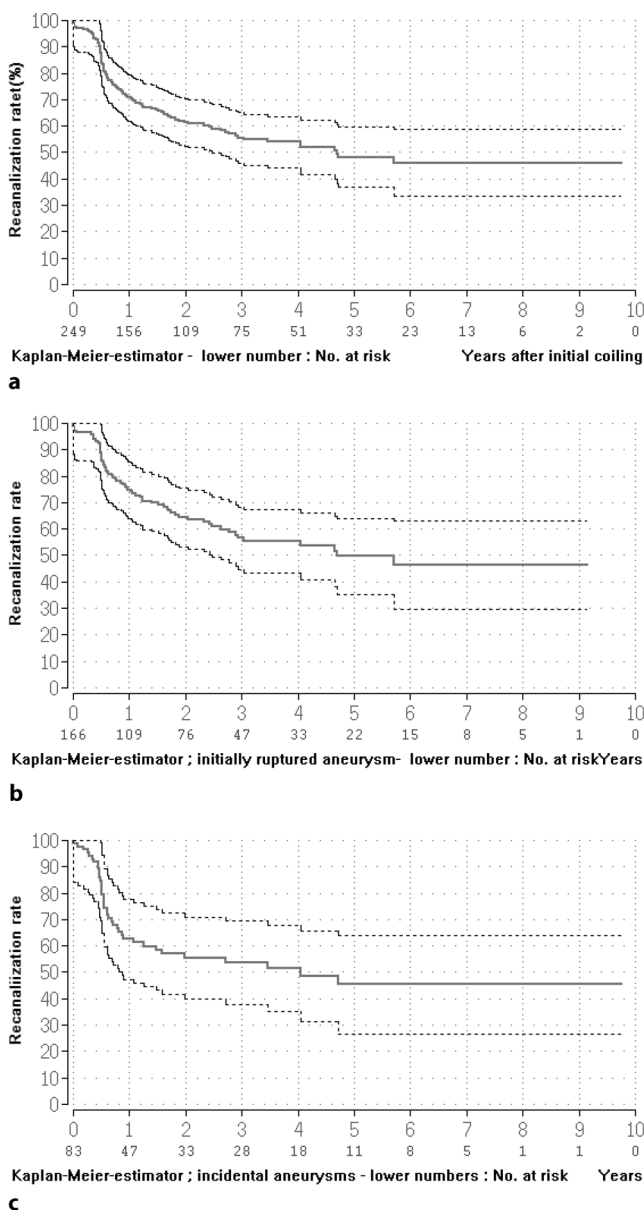 100
90
80
70
60
50
40
30
20
10
0
Recanalization ratet(%)
0 1 2 3 4 5 6 7 8 9 10
249 156 109 75 51 33 23 13 6 2 0
Kaplan-Meier-estimator - lower number : No. at risk Years after initial coiling
a
100
90
80
70
60
50
40
30
20
10
0
Recanalization rate
0 1 2 3 4 5 6 7 8 9 10
166 109 76 47 33 22 15 8 5 1 0
Kaplan-Meier-estimator ; initially ruptured aneurysm- lower number : No. at riskYears
b
100
90
80
70
60
50
40
30
20
10
0
Recanaliization rate
0 1 2 3 4 5 6 7 8 9 10
83 47 33 28 18 11 8 5 1 1 0
Kaplan-Meier-estimator ; incidental aneurysms - lower numbers : No. at risk Years
c